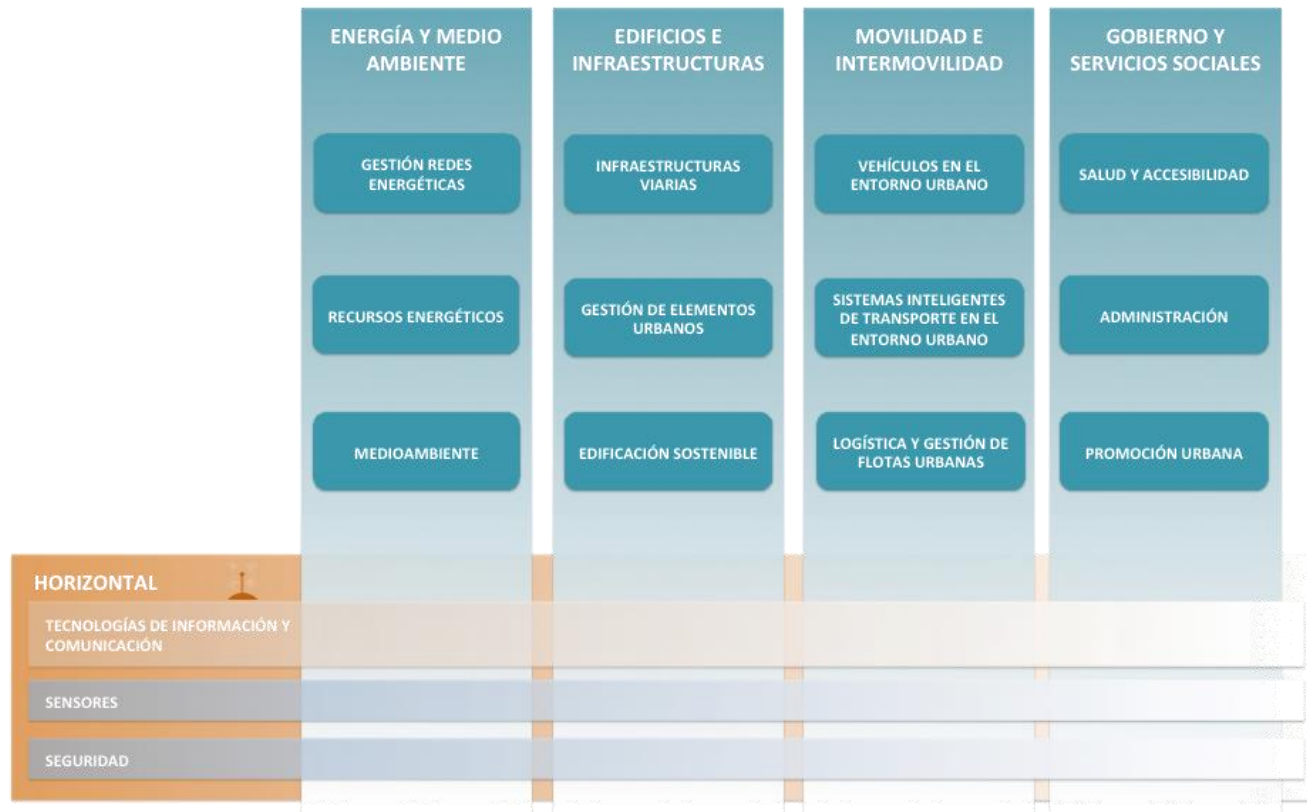 ENERGÍA Y MEDIO
AMBIENTE
GESTIÓN REDES
ENERGÉTICAS
RECURSOS ENERGÉTICOS
MEDIOAMBIENTE
EDIFICIOS E
INFRAESTRUCTURAS
INFRAESTRUCTURAS
VIARIAS
GESTIÓN DE ELEMENTOS
URBANOS
EDIFICACIÓN SOSTENIBLE
MOVILIDAD E
INTERMOVILIDAD
VEHÍCULOS EN EL
ENTORNO URBANO
SISTEMAS INTELIGENTES
DE TRANSPORTE EN EL
ENTORNO URBANO
LOGÍSTICA Y GESTIÓN DE
FLOTAS URBANAS
GOBIERNO Y
SERVICIOS SOCIALES
SALUD Y ACCESIBILIDAD
ADMINISTRACIÓN
PROMOCIÓN URBANA
HORIZONTAL
TECNOLOGÍAS DE INFORMACIÓN Y
COMUNICACIÓN
SENSORES
SEGURIDAD